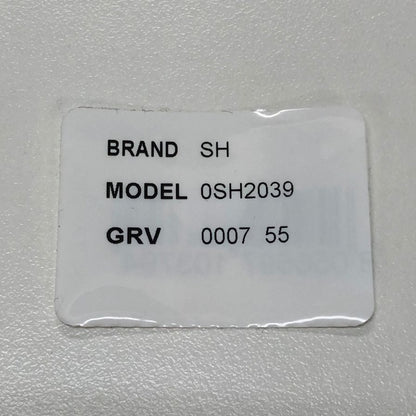 BRAND SH
MODEL 0SH2039
GRV 0007 55